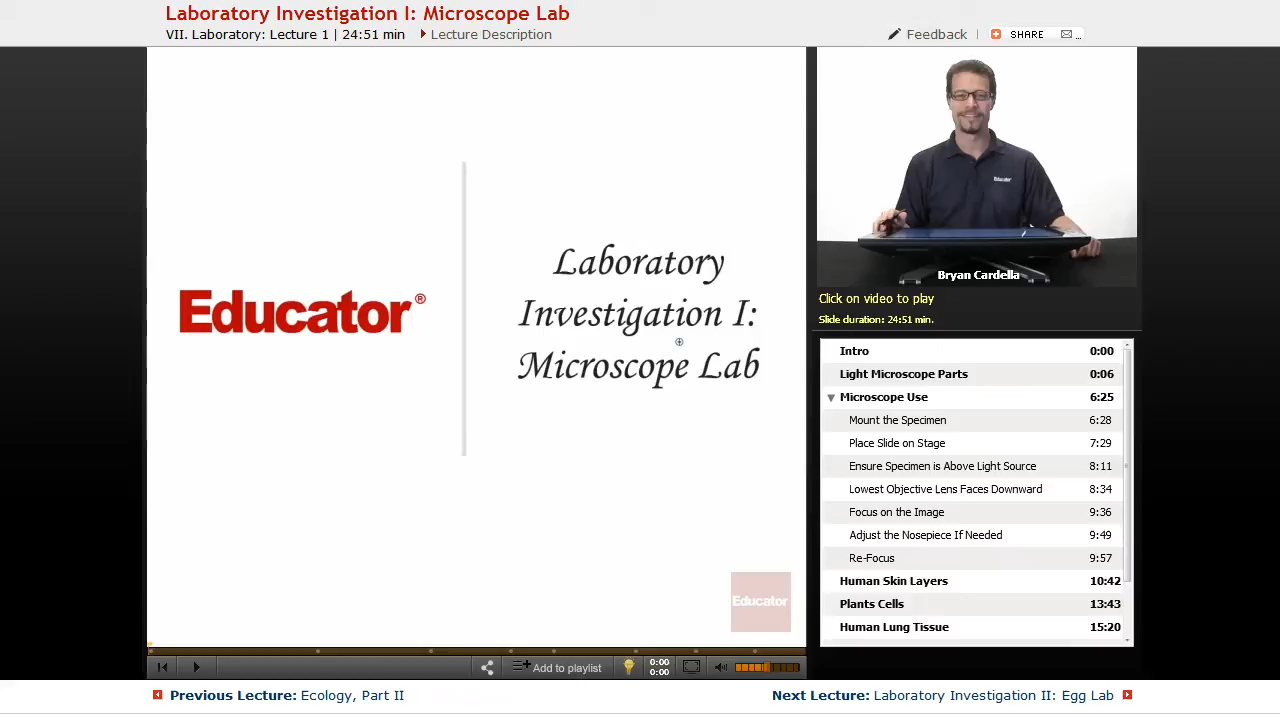 Laboratory Investigation I: Microscope Lab
VII. Laboratory: Lecture 1 | 24:51 min
Lecture Description
Feedback
SHARE
...
Educator®
Laboratory
Investigation I:
Microscope Lab
Educator
Educator
Bryan Cardella
Click on video to play
Slide duration: 24:51 min.
Intro 0:00
Light Microscope Parts 0:06
Microscope Use 6:25
Mount the Specimen 6:28
Place Slide on Stage 7:29
Ensure Specimen is Above Light Source 8:11
Lowest Objective Lens Faces Downward 8:34
Focus on the Image 9:36
Adjust the Nosepiece If Needed 9:49
Re-Focus 9:57
Human Skin Layers 10:42
Plants Cells 13:43
Human Lung Tissue 15:20
Add to playlist
0:00
0:00
Previous Lecture: Ecology, Part II
Next Lecture: Laboratory Investigation II: Egg Lab